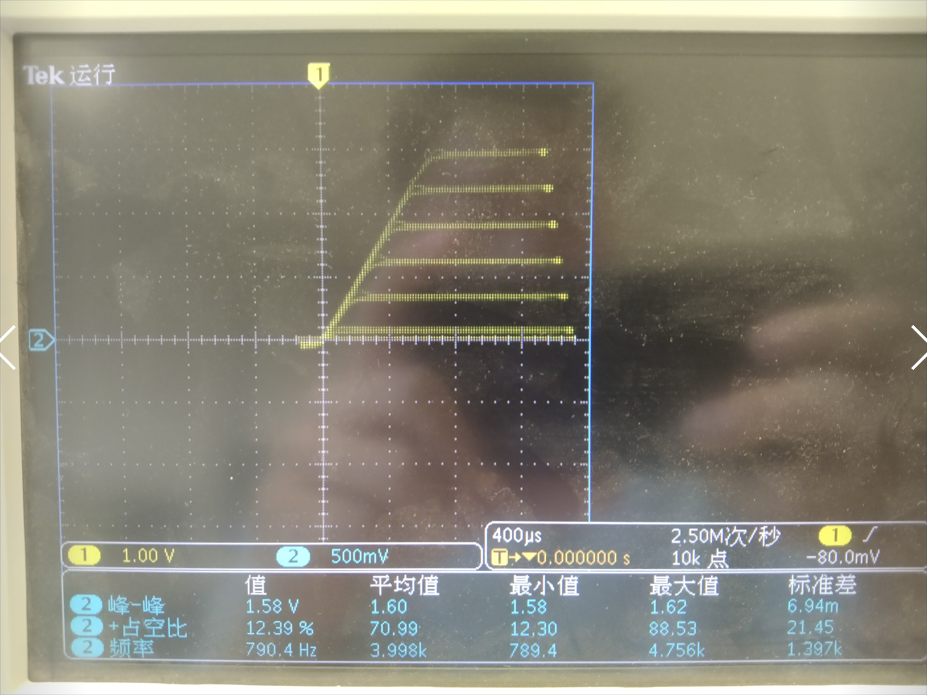 Tek 运行
1
2
1 1.00 V 2 500mV
400μs 2.50M次/秒 1
T→▼0.000000 s 10k 点 −80.0mV
值 平均值 最小值 最大值 标准差
2 峰–峰 1.58 V 1.60 1.58 1.62 6.94m
2 +占空比 12.39 % 70.99 12.30 88.53 21.45
2 频率 790.4 Hz 3.998k 789.4 4.756k 1.397k